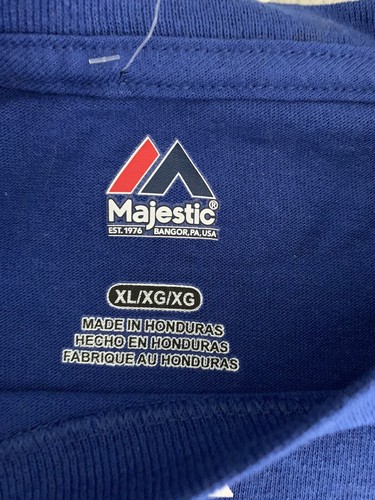 Majestic®
EST. 1976 BANGOR, PA, USA
XL/XG/XG
MADE IN HONDURAS
HECHO EN HONDURAS
FABRIQUE AU HONDURAS